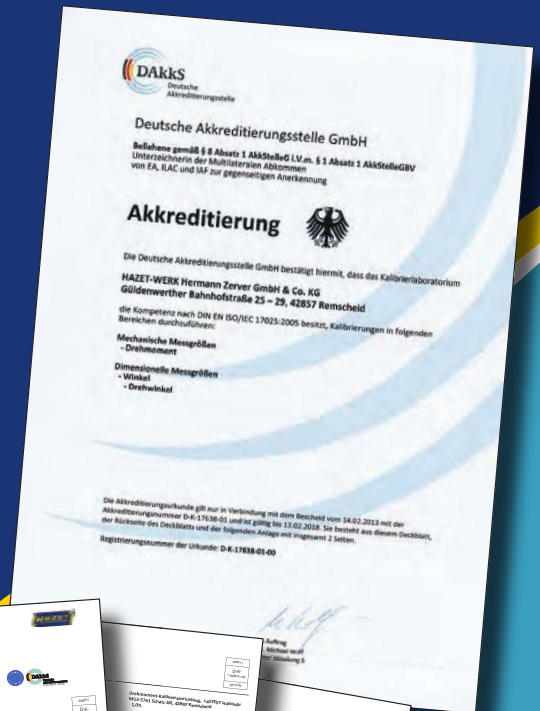 DAkkS
Deutsche
Akkreditierungsstelle
Deutsche Akkreditierungsstelle GmbH
Beliehene gemäß § 8 Absatz 1 AkkStelleG i.V.m. § 1 Absatz 1 AkkStelleGBV
Unterzeichnerin der Multilateralen Abkommen
von EA, ILAC und IAF zur gegenseitigen Anerkennung
Akkreditierung
Die Deutsche Akkreditierungsstelle GmbH bestätigt hiermit, dass das Kalibrierlaboratorium
HAZET-WERK Hermann Zerver GmbH & Co. KG
Güldenwerther Bahnhofstraße 25 – 29, 42857 Remscheid
die Kompetenz nach DIN EN ISO/IEC 17025:2005 besitzt, Kalibrierungen in folgenden
Bereichen durchzuführen:
Mechanische Messgrößen
- Drehmoment
Dimensionelle Messgrößen
- Winkel
- Drehwinkel
Die Akkreditierungsurkunde gilt nur in Verbindung mit dem Bescheid vom 14.02.2013 mit der
Akkreditierungsnummer D-K-17638-01 und ist gültig bis 13.02.2018. Sie besteht aus diesem Deckblatt,
der Rückseite des Deckblatts und der folgenden Anlage mit insgesamt 2 Seiten.
Registrierungsnummer der Urkunde: D-K-17638-01-00
Auftrag
Michael Wolf
Abteilung 6
HAZET
DAkkS
D-K-
D-K-